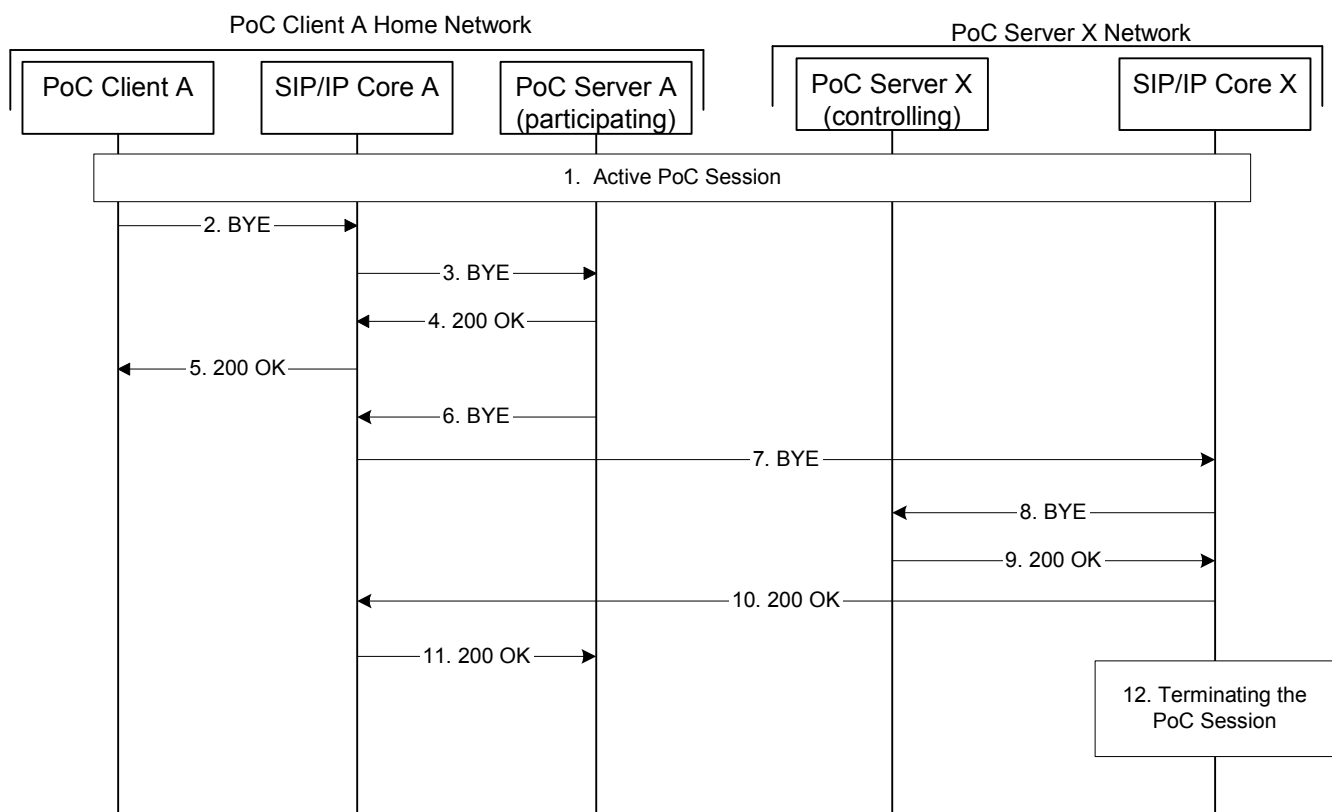 PoC Client A Home Network
PoC Server X Network
PoC Client A
SIP/IP Core A
PoC Server A
(participating)
PoC Server X
(controlling)
SIP/IP Core X
1. Active PoC Session
2. BYE
3. BYE
4. 200 OK
5. 200 OK
6. BYE
7. BYE
8. BYE
9. 200 OK
10. 200 OK
11. 200 OK
12. Terminating the
PoC Session